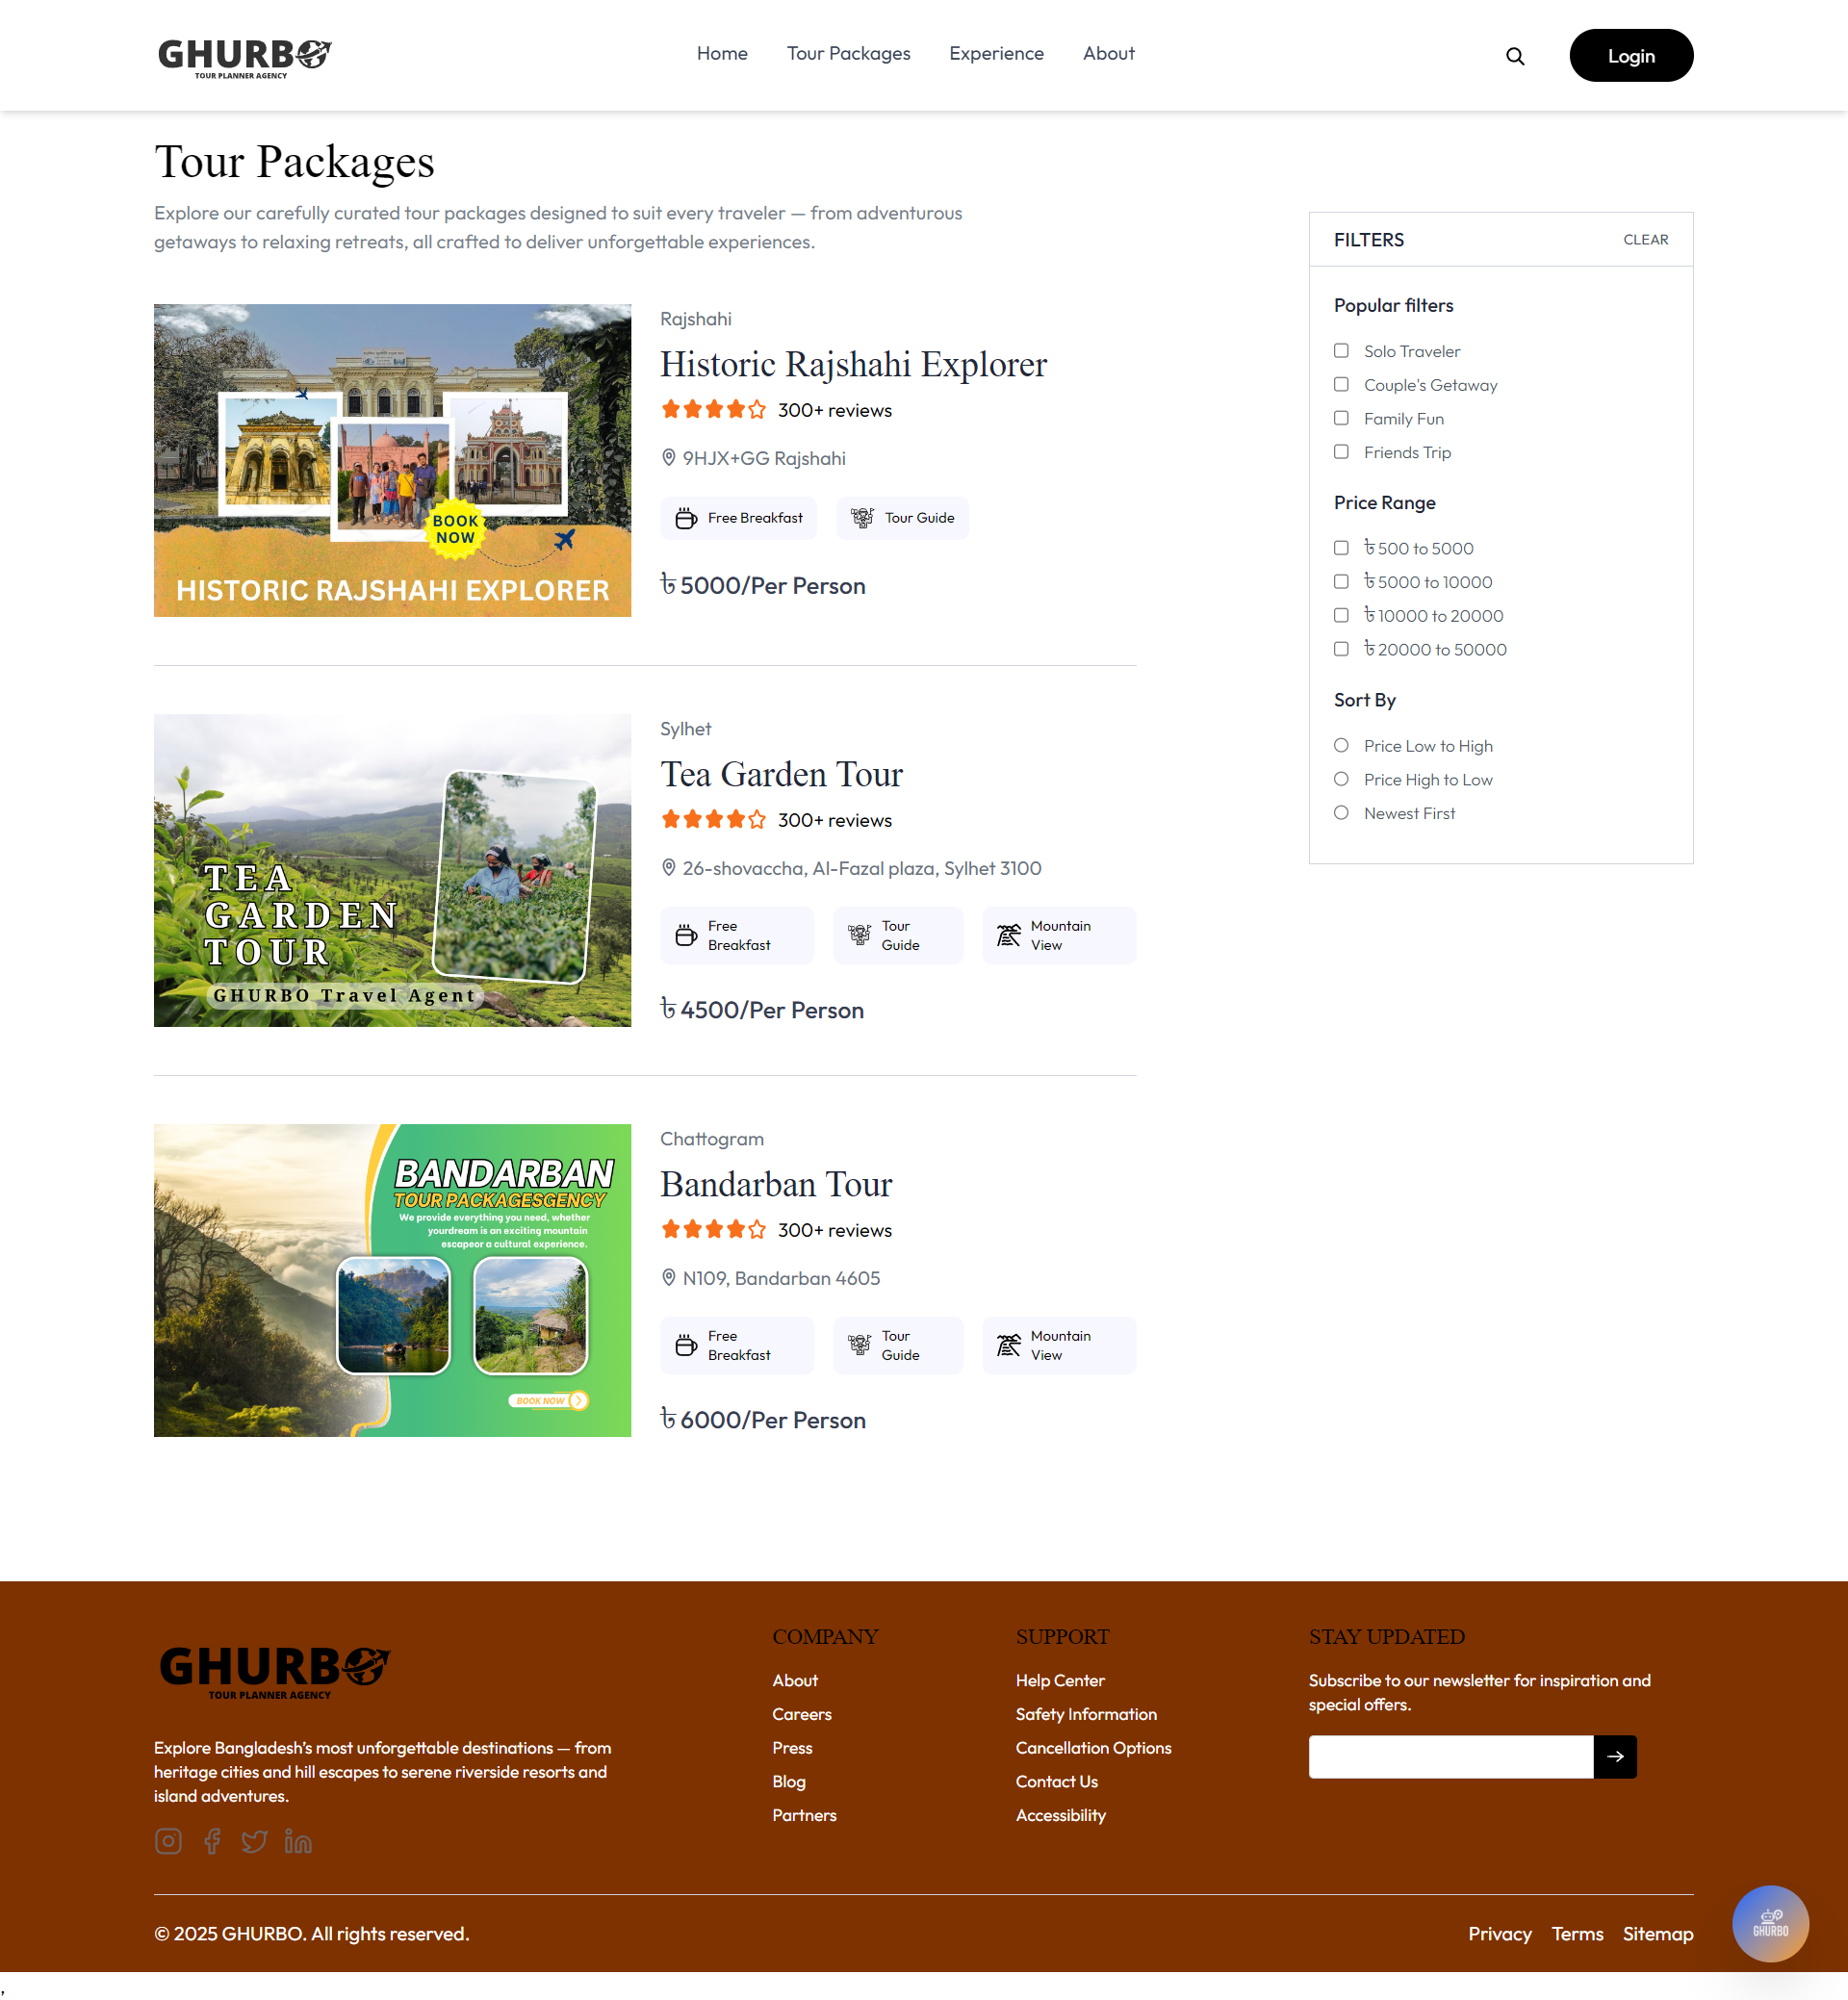 GHURBO
TOUR PLANNER AGENCY
Home
Tour Packages
Experience
About
Login
Tour Packages
Explore our carefully curated tour packages designed to suit every traveler — from adventurous
getaways to relaxing retreats, all crafted to deliver unforgettable experiences.
BOOK
NOW
HISTORIC RAJSHAHI EXPLORER
Rajshahi
Historic Rajshahi Explorer
300+ reviews
9HJX+GG Rajshahi
Free Breakfast
Tour Guide
৳ 5000/Per Person
TEA
GARDEN
TOUR
GHURBO Travel Agent
Sylhet
Tea Garden Tour
300+ reviews
26-shovaccha, Al-Fazal plaza, Sylhet 3100
Free
Breakfast
Tour
Guide
Mountain
View
৳ 4500/Per Person
BANDARBAN
TOUR PACKAGESGENCY
We provide everything you need, whether
yourdream is an exciting mountain
escapeor a cultural experience.
BOOK NOW
Chattogram
Bandarban Tour
300+ reviews
N109, Bandarban 4605
Free
Breakfast
Tour
Guide
Mountain
View
৳ 6000/Per Person
FILTERS
CLEAR
Popular filters
Solo Traveler
Couple's Getaway
Family Fun
Friends Trip
Price Range
৳ 500 to 5000
৳ 5000 to 10000
৳ 10000 to 20000
৳ 20000 to 50000
Sort By
Price Low to High
Price High to Low
Newest First
GHURBO
TOUR PLANNER AGENCY
Explore Bangladesh’s most unforgettable destinations — from
heritage cities and hill escapes to serene riverside resorts and
island adventures.
COMPANY
About
Careers
Press
Blog
Partners
SUPPORT
Help Center
Safety Information
Cancellation Options
Contact Us
Accessibility
STAY UPDATED
Subscribe to our newsletter for inspiration and
special offers.
© 2025 GHURBO. All rights reserved.
Privacy
Terms
Sitemap
GHURBO
,